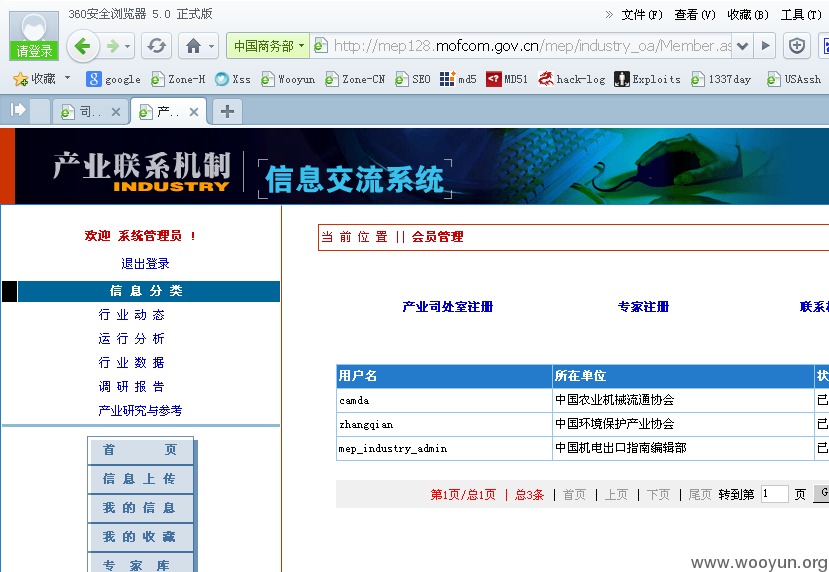 360安全浏览器 5.0 正式版
» 文件(F) 查看(V) 收藏(B) 工具(T)
请登录
中国商务部 http://mep128.mofcom.gov.cn/mep/industry_oa/Member.as
收藏 google Zone-H Xss Wooyun Zone-CN SEO md5 MD51 hack-log Exploits 1337day USAssh
司.. 产..
产业联系机制
INDUSTRY
信息交流系统
欢迎 系统管理员 !
退出登录
信 息 分 类
行 业 动 态
运 行 分 析
行 业 数 据
调 研 报 告
产业研究与参考
首 页
信 息 上 传
我 的 信 息
我 的 收 藏
专 家 库
当 前 位 置 || 会员管理
产业司处室注册 专家注册 联系机
用户名 所在单位 状
camda 中国农业机械流通协会 已
zhangqian 中国环境保护产业协会 已
mep_industry_admin 中国机电出口指南编辑部 已
第1页/总1页 | 总3条 | 首页 | 上页 | 下页 | 尾页 转到第 1 页 G
www.wooyun.org